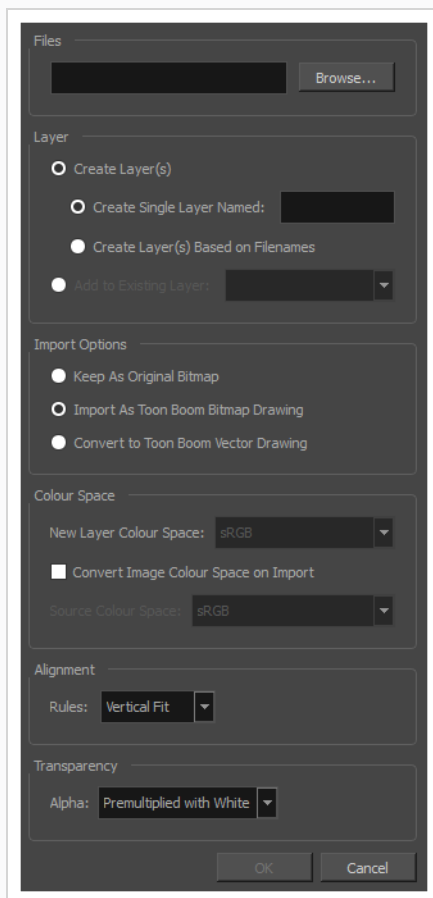 Files
Browse...
Layer
Create Layer(s)
Create Single Layer Named:
Create Layer(s) Based on Filenames
Add to Existing Layer:
Import Options
Keep As Original Bitmap
Import As Toon Boom Bitmap Drawing
Convert to Toon Boom Vector Drawing
Colour Space
New Layer Colour Space: sRGB
Convert Image Colour Space on Import
Source Colour Space: sRGB
Alignment
Rules: Vertical Fit
Transparency
Alpha: Premultiplied with White
OK Cancel